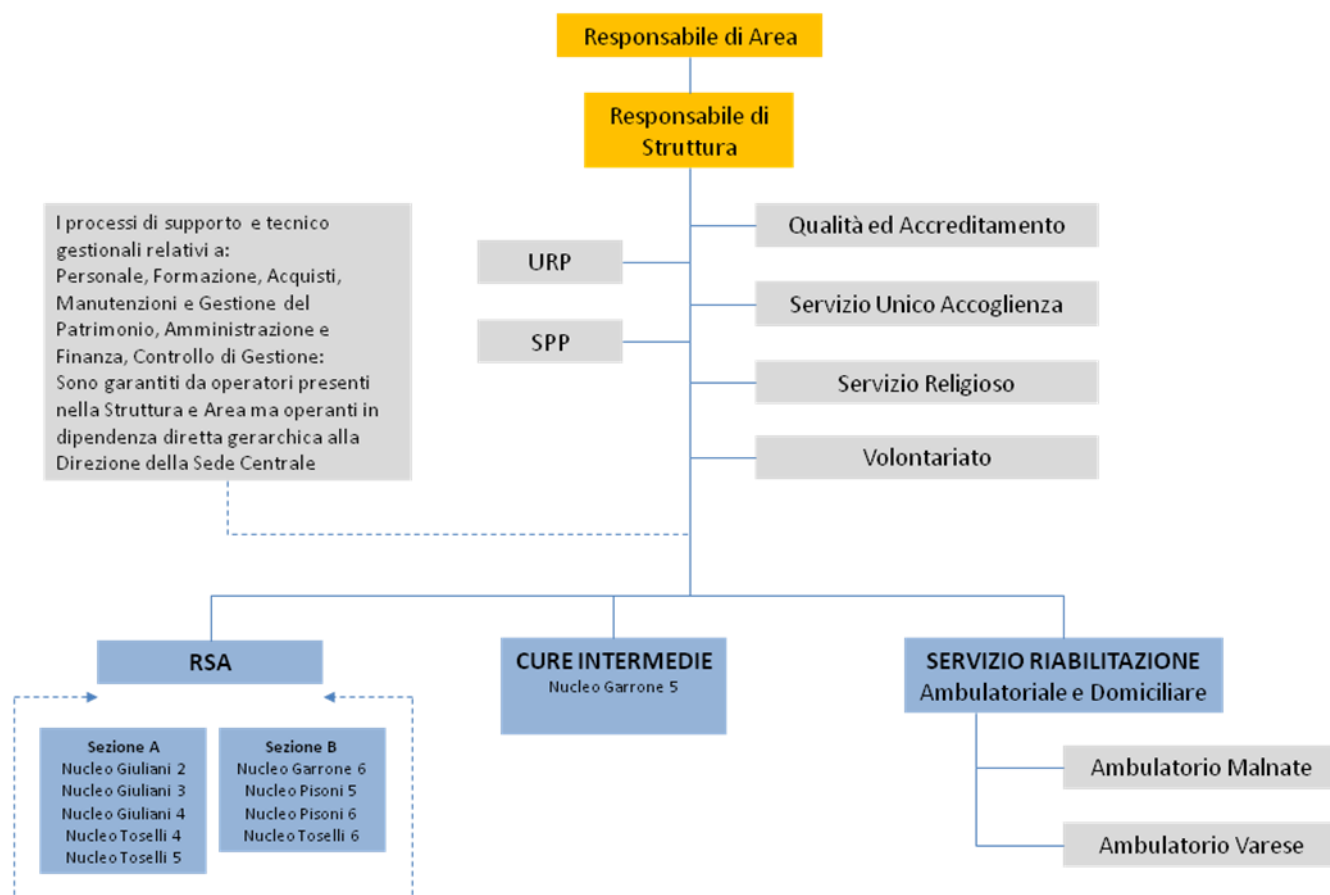 Responsabile di Area
Responsabile di
Struttura
I processi di supporto e tecnico
gestionali relativi a:
Personale, Formazione, Acquisti,
Manutenzioni e Gestione del
Patrimonio, Amministrazione e
Finanza, Controllo di Gestione:
Sono garantiti da operatori presenti
nella Struttura e Area ma operanti in
dipendenza diretta gerarchica alla
Direzione della Sede Centrale
URP
SPP
Qualità ed Accreditamento
Servizio Unico Accoglienza
Servizio Religioso
Volontariato
RSA
Sezione A
Nucleo Giuliani 2
Nucleo Giuliani 3
Nucleo Giuliani 4
Nucleo Toselli 4
Nucleo Toselli 5
Sezione B
Nucleo Garrone 6
Nucleo Pisoni 5
Nucleo Pisoni 6
Nucleo Toselli 6
CURE INTERMEDIE
Nucleo Garrone 5
SERVIZIO RIABILITAZIONE
Ambulatoriale e Domiciliare
Ambulatorio Malnate
Ambulatorio Varese